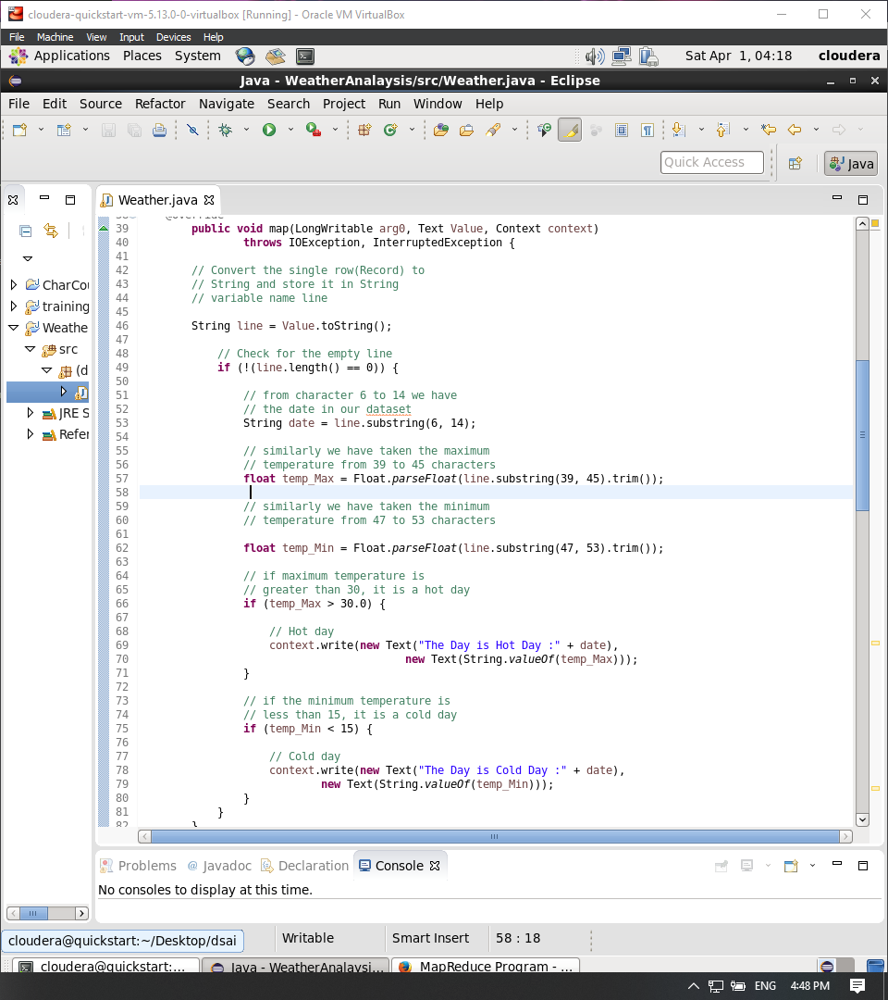 cloudera-quickstart-vm-5.13.0-0-virtualbox [Running] - Oracle VM VirtualBox
File Machine View Input Devices Help
Applications Places System Sat Apr 1, 04:18 cloudera
Java - WeatherAnalaysis/src/Weather.java - Eclipse
File Edit Source Refactor Navigate Search Project Run Window Help
Quick Access Java
Weather.java
38 @Override
39 public void map(LongWritable arg0, Text Value, Context context)
40 throws IOException, InterruptedException {
41
42 // Convert the single row(Record) to
43 // String and store it in String
44 // variable name line
45
46 String line = Value.toString();
47
48 // Check for the empty line
49 if (!(line.length() == 0)) {
50
51 // from character 6 to 14 we have
52 // the date in our dataset
53 String date = line.substring(6, 14);
54
55 // similarly we have taken the maximum
56 // temperature from 39 to 45 characters
57 float temp_Max = Float.parseFloat(line.substring(39, 45).trim());
58
59 // similarly we have taken the minimum
60 // temperature from 47 to 53 characters
61
62 float temp_Min = Float.parseFloat(line.substring(47, 53).trim());
63
64 // if maximum temperature is
65 // greater than 30, it is a hot day
66 if (temp_Max > 30.0) {
67
68 // Hot day
69 context.write(new Text("The Day is Hot Day :" + date),
70 new Text(String.valueOf(temp_Max)));
71 }
72
73 // if the minimum temperature is
74 // less than 15, it is a cold day
75 if (temp_Min < 15) {
76
77 // Cold day
78 context.write(new Text("The Day is Cold Day :" + date),
79 new Text(String.valueOf(temp_Min)));
80 }
81 }
82 }
CharCou
training
Weathe
src
(d
J
JRE S
Refer
Problems @ Javadoc Declaration Console
No consoles to display at this time.
cloudera@quickstart:~/Desktop/dsai Writable Smart Insert 58 : 18
cloudera@quickstart:... Java - WeatherAnalaysi... MapReduce Program - ...
ENG 4:48 PM